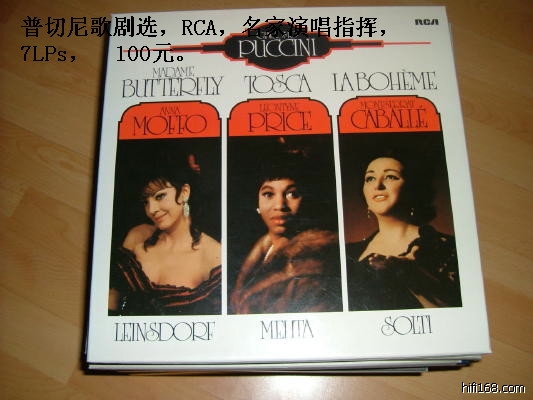 普切尼歌剧选，RCA，名家演唱指挥，
7LPs， 100元。
RCA
PUCCINI
MADAME
BUTTERFLY
TOSCA
LA BOHÈME
ANNA
MOFFO
LEONTYNE
PRICE
MONTSERRAT
CABALLÉ
LEINSDORF
MEHTA
SOLTI
hifi168.com